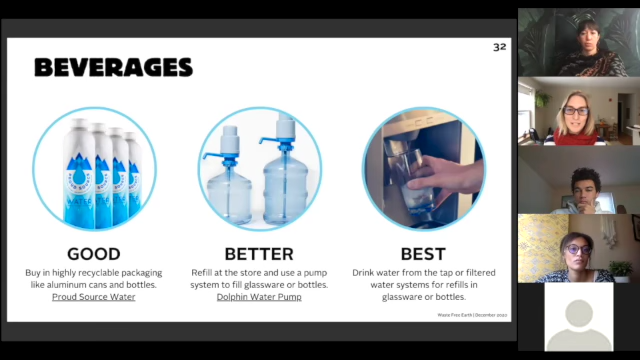 32
BEVERAGES
WATER
GOOD
Buy in highly recyclable packaging
like aluminum cans and bottles.
Proud Source Water
BETTER
Refill at the store and use a pump
system to fill glassware or bottles.
Dolphin Water Pump
BEST
Drink water from the tap or filtered
water systems for refills in
glassware or bottles.
Waste Free Earth | December 2020